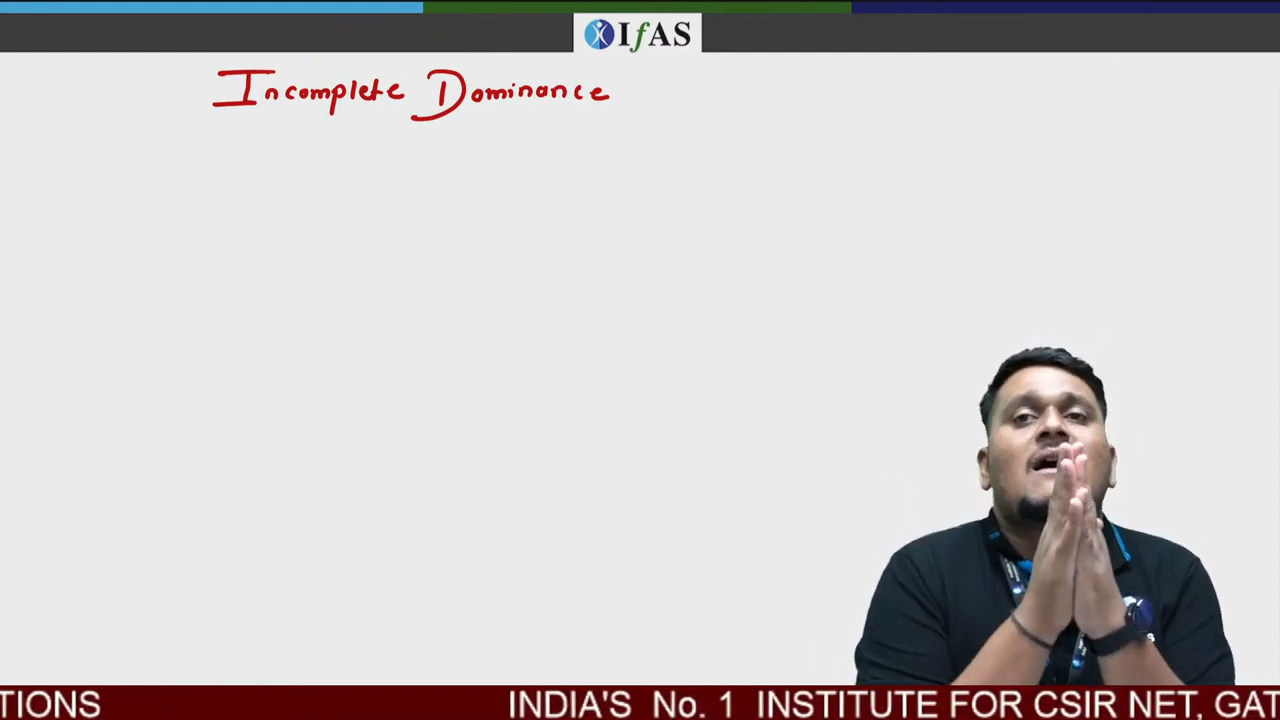 IfAS
Incomplete Dominance
TIONS INDIA'S No. 1 INSTITUTE FOR CSIR NET, GAT